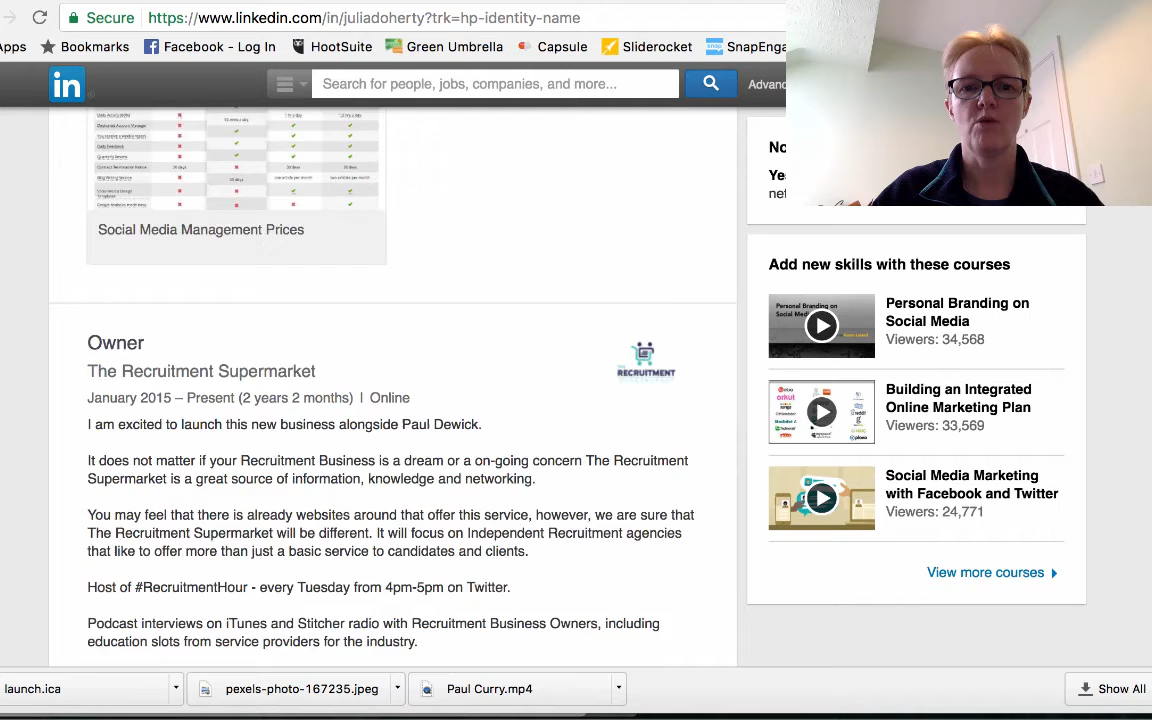 Secure https://www.linkedin.com/in/juliadoherty?trk=hp-identity-name
Apps Bookmarks Facebook - Log In HootSuite Green Umbrella Capsule Sliderocket SnapEnga
in Search for people, jobs, companies, and more... Advanc
Social Media Management Prices
Owner
The Recruitment Supermarket
January 2015 – Present (2 years 2 months) | Online
I am excited to launch this new business alongside Paul Dewick.
It does not matter if your Recruitment Business is a dream or a on-going concern The Recruitment
Supermarket is a great source of information, knowledge and networking.
You may feel that there is already websites around that offer this service, however, we are sure that
The Recruitment Supermarket will be different. It will focus on Independent Recruitment agencies
that like to offer more than just a basic service to candidates and clients.
Host of #RecruitmentHour - every Tuesday from 4pm-5pm on Twitter.
Podcast interviews on iTunes and Stitcher radio with Recruitment Business Owners, including
education slots from service providers for the industry.
RECRUITMENT
No
Yes
net
Add new skills with these courses
Personal Branding on
Social Media
Viewers: 34,568
Building an Integrated
Online Marketing Plan
Viewers: 33,569
Social Media Marketing
with Facebook and Twitter
Viewers: 24,771
View more courses
launch.ica pexels-photo-167235.jpeg Paul Curry.mp4 Show All